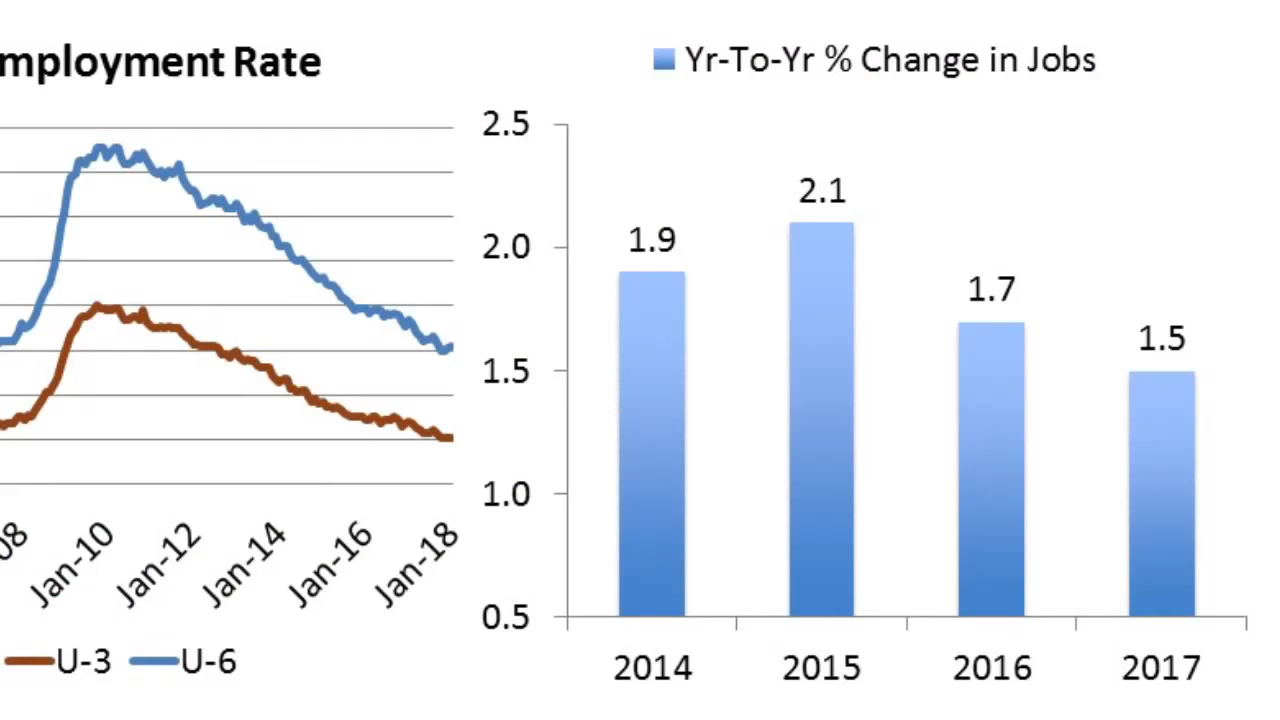 mployment Rate
08
Jan-10
Jan-12
Jan-14
Jan-16
Jan-18
U-3
U-6
Yr-To-Yr % Change in Jobs
2.5
2.0
1.5
1.0
0.5
1.9
2.1
1.7
1.5
2014
2015
2016
2017